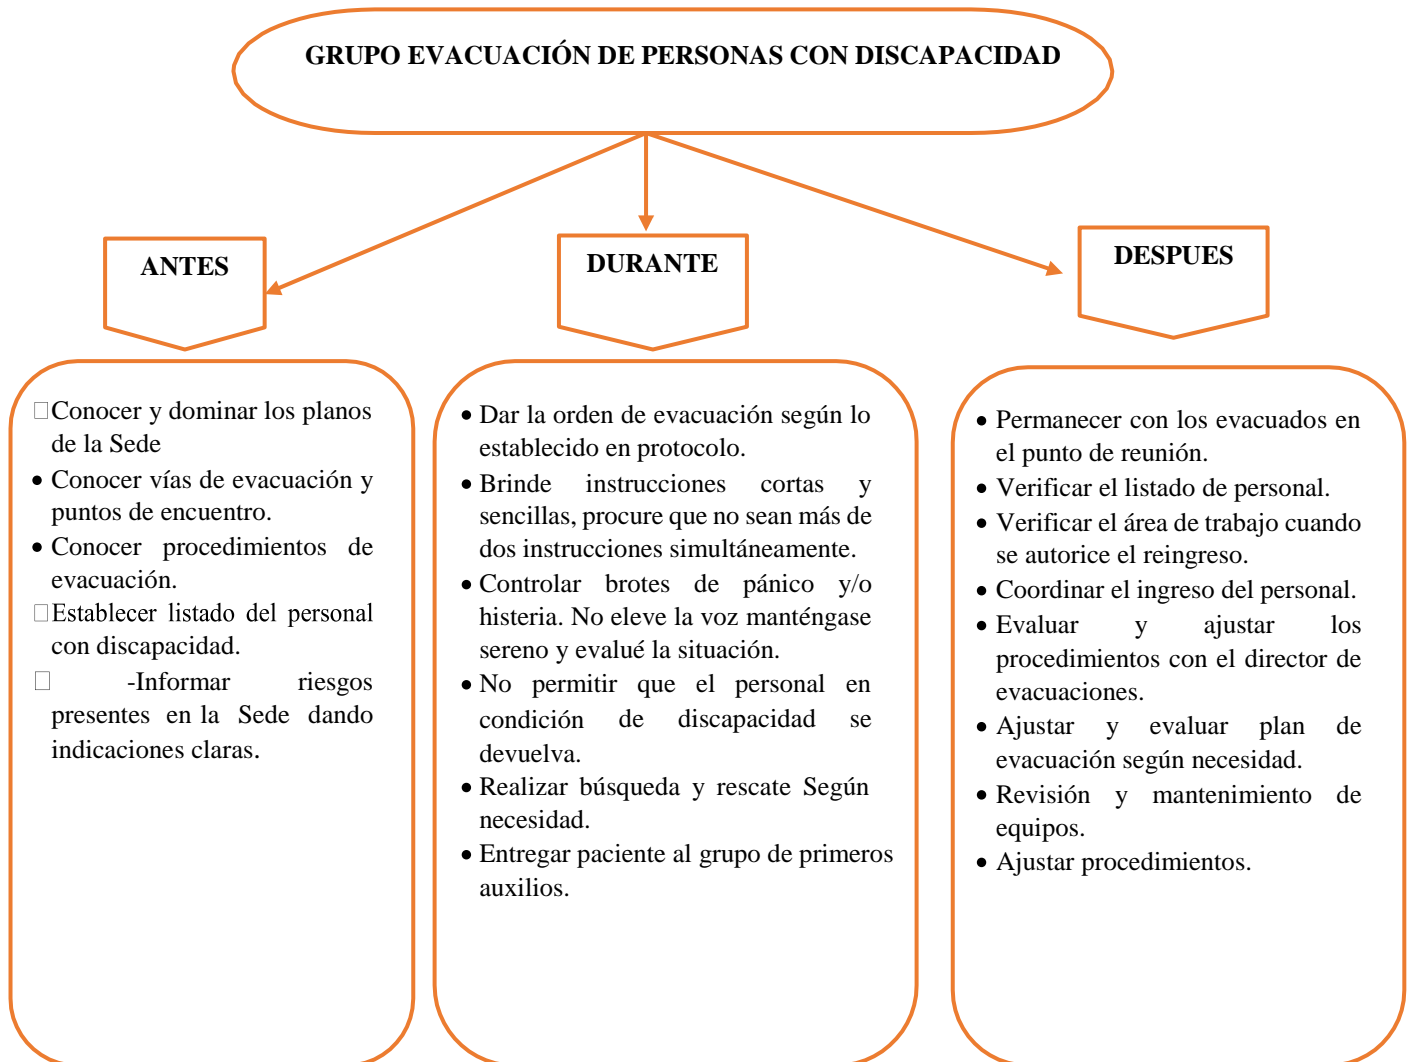 GRUPO EVACUACIÓN DE PERSONAS CON DISCAPACIDAD
ANTES
□Conocer y dominar los planos
de la Sede
• Conocer vías de evacuación y
puntos de encuentro.
• Conocer procedimientos de
evacuación.
□Establecer listado del personal
con discapacidad.
□ -Informar riesgos
presentes en la Sede dando
indicaciones claras.
DURANTE
• Dar la orden de evacuación según lo
establecido en protocolo.
• Brinde instrucciones cortas y
sencillas, procure que no sean más de
dos instrucciones simultáneamente.
• Controlar brotes de pánico y/o
histeria. No eleve la voz manténgase
sereno y evalué la situación.
• No permitir que el personal en
condición de discapacidad se
devuelva.
• Realizar búsqueda y rescate Según
necesidad.
• Entregar paciente al grupo de primeros
auxilios.
DESPUES
• Permanecer con los evacuados en
el punto de reunión.
• Verificar el listado de personal.
• Verificar el área de trabajo cuando
se autorice el reingreso.
• Coordinar el ingreso del personal.
• Evaluar y ajustar los
procedimientos con el director de
evacuaciones.
• Ajustar y evaluar plan de
evacuación según necesidad.
• Revisión y mantenimiento de
equipos.
• Ajustar procedimientos.